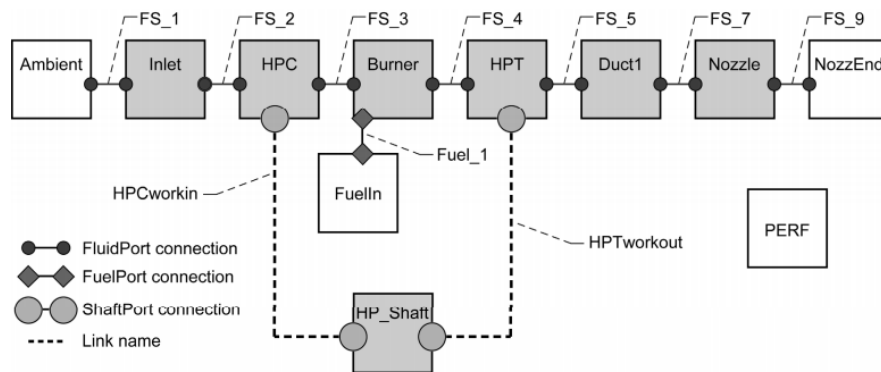 FS_1 FS_2 FS_3 FS_4 FS_5 FS_7 FS_9
Ambient Inlet HPC Burner HPT Duct1 Nozzle NozzEnd
Fuel_1
HPCworkin
FuelIn
PERF
HPTworkout
FluidPort connection
FuelPort connection
ShaftPort connection
HP_Shaft
Link name